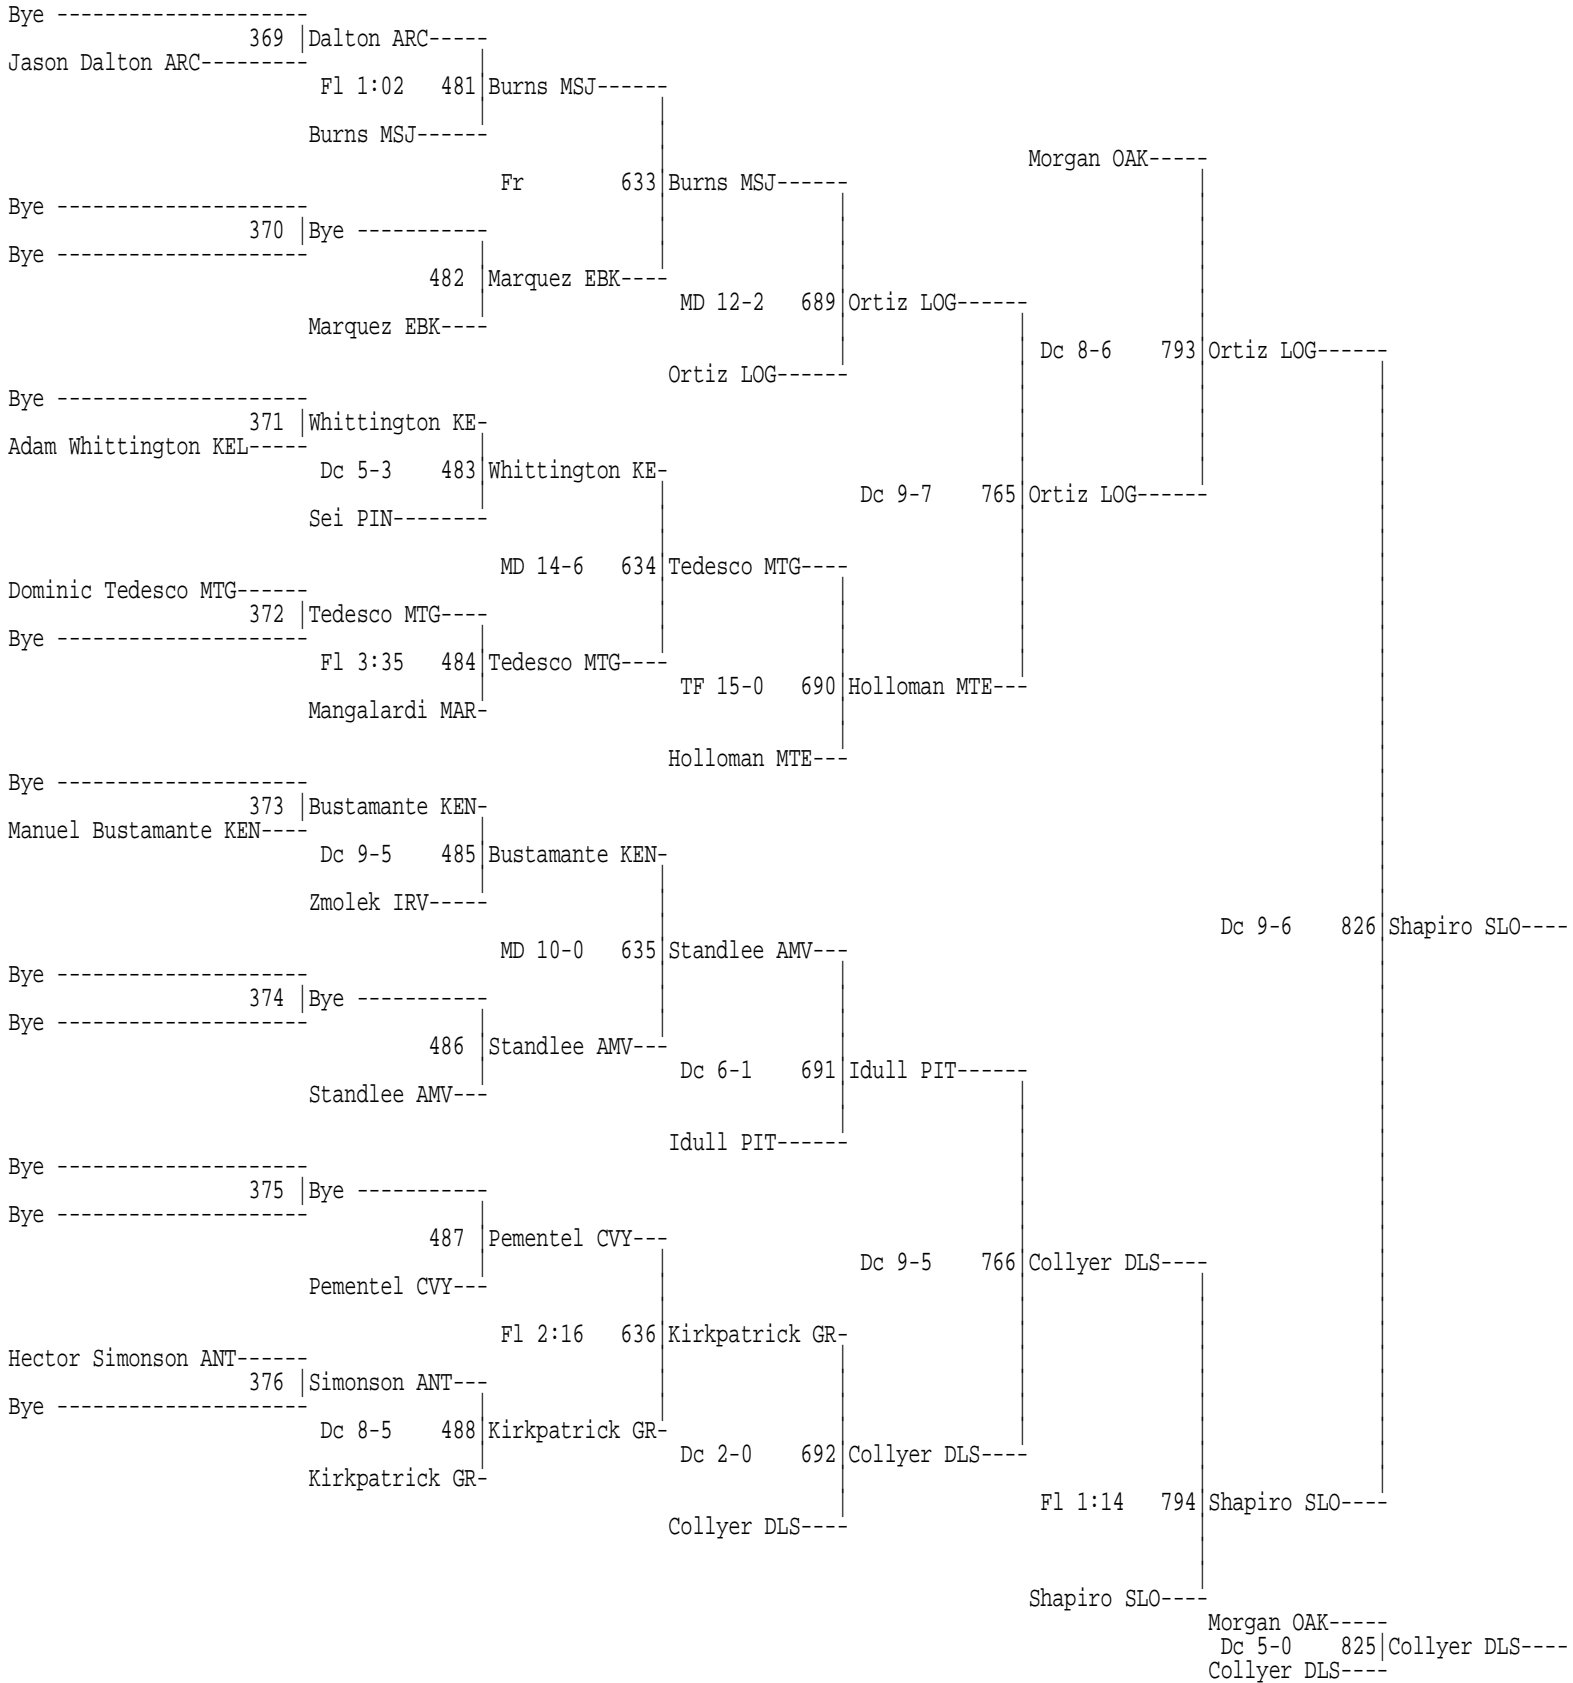 Bye ---------------------
369 |Dalton ARC-----
Jason Dalton ARC---------
Fl 1:02 481|Burns MSJ------
Burns MSJ------
Morgan OAK-----
Fr 633|Burns MSJ------
Bye ---------------------
370 |Bye -----------
Bye ---------------------
482 |Marquez EBK----
MD 12-2 689|Ortiz LOG------
Marquez EBK----
Dc 8-6 793|Ortiz LOG------
Ortiz LOG------
Bye ---------------------
371 |Whittington KE-
Adam Whittington KEL-----
Dc 5-3 483|Whittington KE-
Dc 9-7 765|Ortiz LOG------
Sei PIN--------
MD 14-6 634|Tedesco MTG----
Dominic Tedesco MTG------
372 |Tedesco MTG----
Bye ---------------------
Fl 3:35 484|Tedesco MTG----
TF 15-0 690|Holloman MTE---
Mangalardi MAR-
Holloman MTE---
Bye ---------------------
373 |Bustamante KEN-
Manuel Bustamante KEN----
Dc 9-5 485|Bustamante KEN-
Zmolek IRV-----
Dc 9-6 826|Shapiro SLO----
MD 10-0 635|Standlee AMV---
Bye ---------------------
374 |Bye -----------
Bye ---------------------
486 |Standlee AMV---
Dc 6-1 691|Idull PIT------
Standlee AMV---
Idull PIT------
Bye ---------------------
375 |Bye -----------
Bye ---------------------
487 |Pementel CVY---
Dc 9-5 766|Collyer DLS----
Pementel CVY---
Fl 2:16 636|Kirkpatrick GR-
Hector Simonson ANT------
376 |Simonson ANT---
Bye ---------------------
Dc 8-5 488|Kirkpatrick GR-
Dc 2-0 692|Collyer DLS----
Kirkpatrick GR-
Fl 1:14 794|Shapiro SLO----
Collyer DLS----
Shapiro SLO----
Morgan OAK-----
Dc 5-0 825|Collyer DLS----
Collyer DLS----